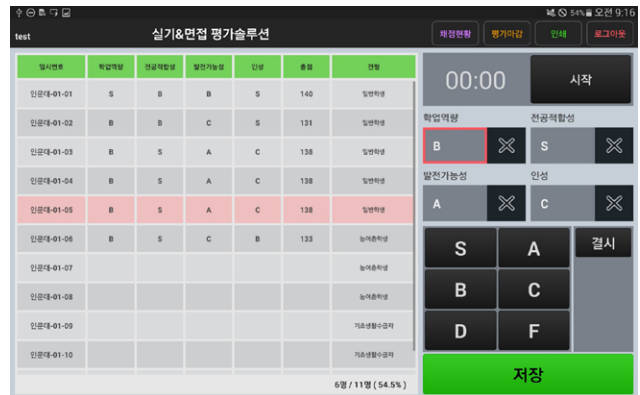 54% 오전 9:16
test 실기&면접 평가솔루션 채점현황 평가마감 인쇄 로그아웃
임시번호 학업역량 전공적합성 발전가능성 인성 총점 전형
인문대-01-01 S B B S 140 일반학생
인문대-01-02 B B C S 131 일반학생
인문대-01-03 B S A C 138 일반학생
인문대-01-04 B S A C 138 일반학생
인문대-01-05 B S A C 138 일반학생
인문대-01-06 B S C B 133 농어촌학생
인문대-01-07 농어촌학생
인문대-01-08 농어촌학생
인문대-01-09 기초생활수급자
인문대-01-10 기초생활수급자
6명 / 11명 ( 54.5% )
00:00 시작
학업역량 전공적합성
B S
발전가능성 인성
A C
S A 결시
B C
D F
저장